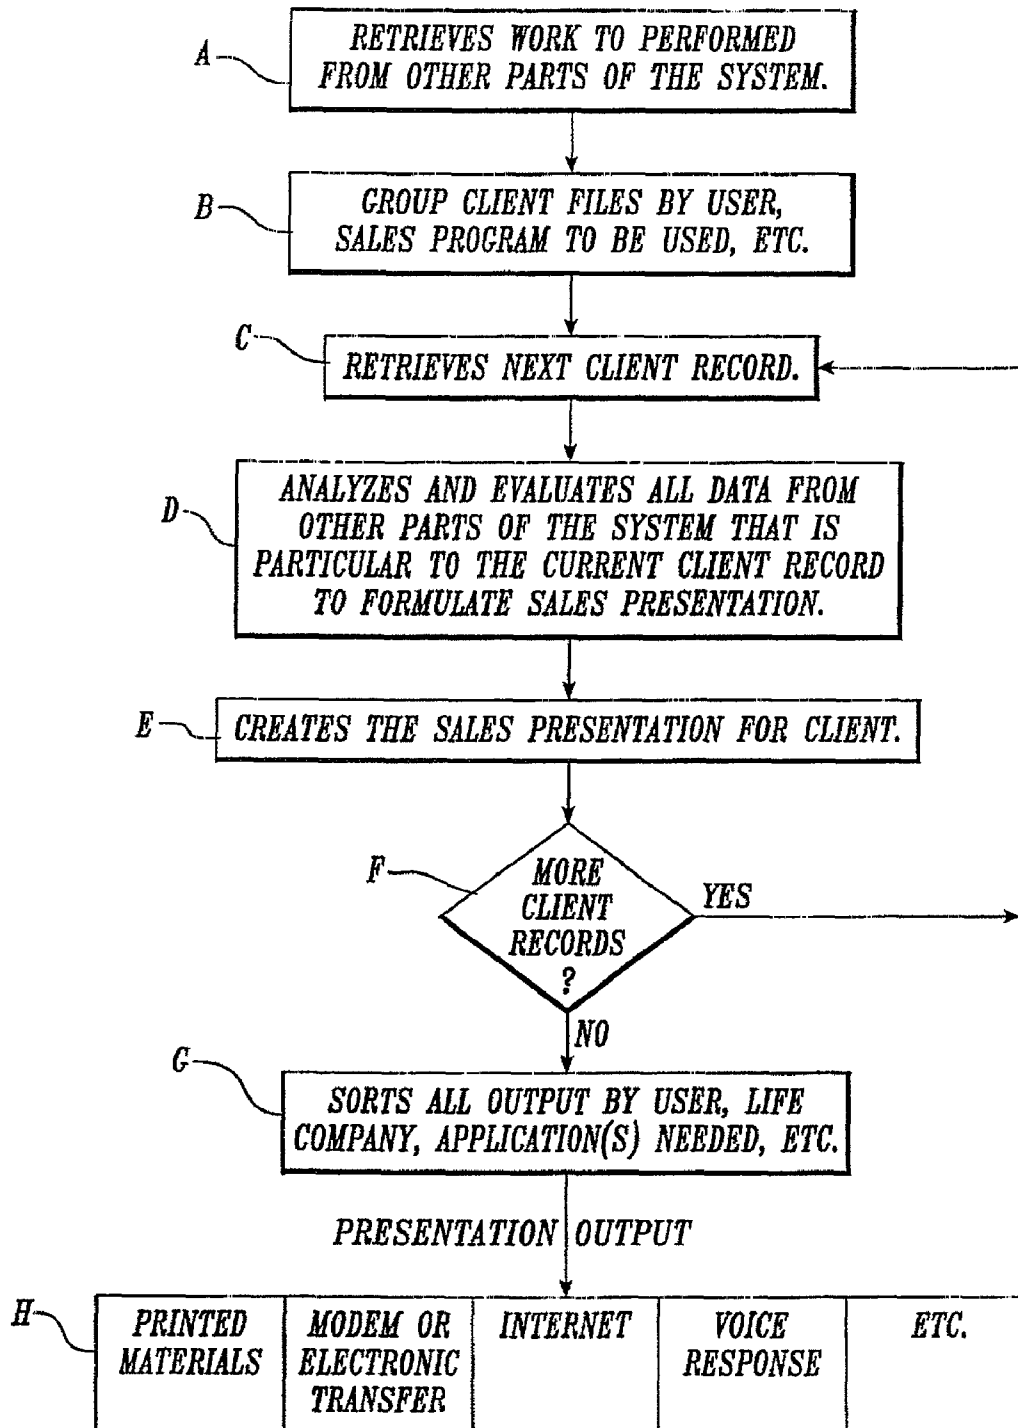 A
RETRIEVES WORK TO PERFORMED
FROM OTHER PARTS OF THE SYSTEM.
B
GROUP CLIENT FILES BY USER,
SALES PROGRAM TO BE USED, ETC.
C
RETRIEVES NEXT CLIENT RECORD.
D
ANALYZES AND EVALUATES ALL DATA FROM
OTHER PARTS OF THE SYSTEM THAT IS
PARTICULAR TO THE CURRENT CLIENT RECORD
TO FORMULATE SALES PRESENTATION.
E
CREATES THE SALES PRESENTATION FOR CLIENT.
F
MORE
CLIENT
RECORDS
?
YES
NO
G
SORTS ALL OUTPUT BY USER, LIFE
COMPANY, APPLICATION(S) NEEDED, ETC.
PRESENTATION OUTPUT
H
PRINTED
MATERIALS
MODEM OR
ELECTRONIC
TRANSFER
INTERNET
VOICE
RESPONSE
ETC.